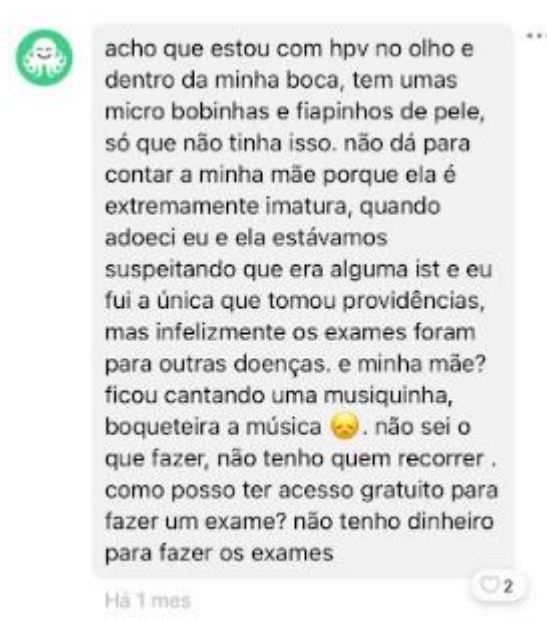 acho que estou com hpv no olho e
dentro da minha boca, tem umas
micro bobinhas e fiapinhos de pele,
só que não tinha isso. não dá para
contar a minha mãe porque ela é
extremamente imatura, quando
adoeci eu e ela estávamos
suspeitando que era alguma ist e eu
fui a única que tomou providências,
mas infelizmente os exames foram
para outras doenças. e minha mãe?
ficou cantando uma musiquinha,
boqueteira a música 😞. não sei o
que fazer, não tenho quem recorrer .
como posso ter acesso gratuito para
fazer um exame? não tenho dinheiro
para fazer os exames
Há 1 mes
2